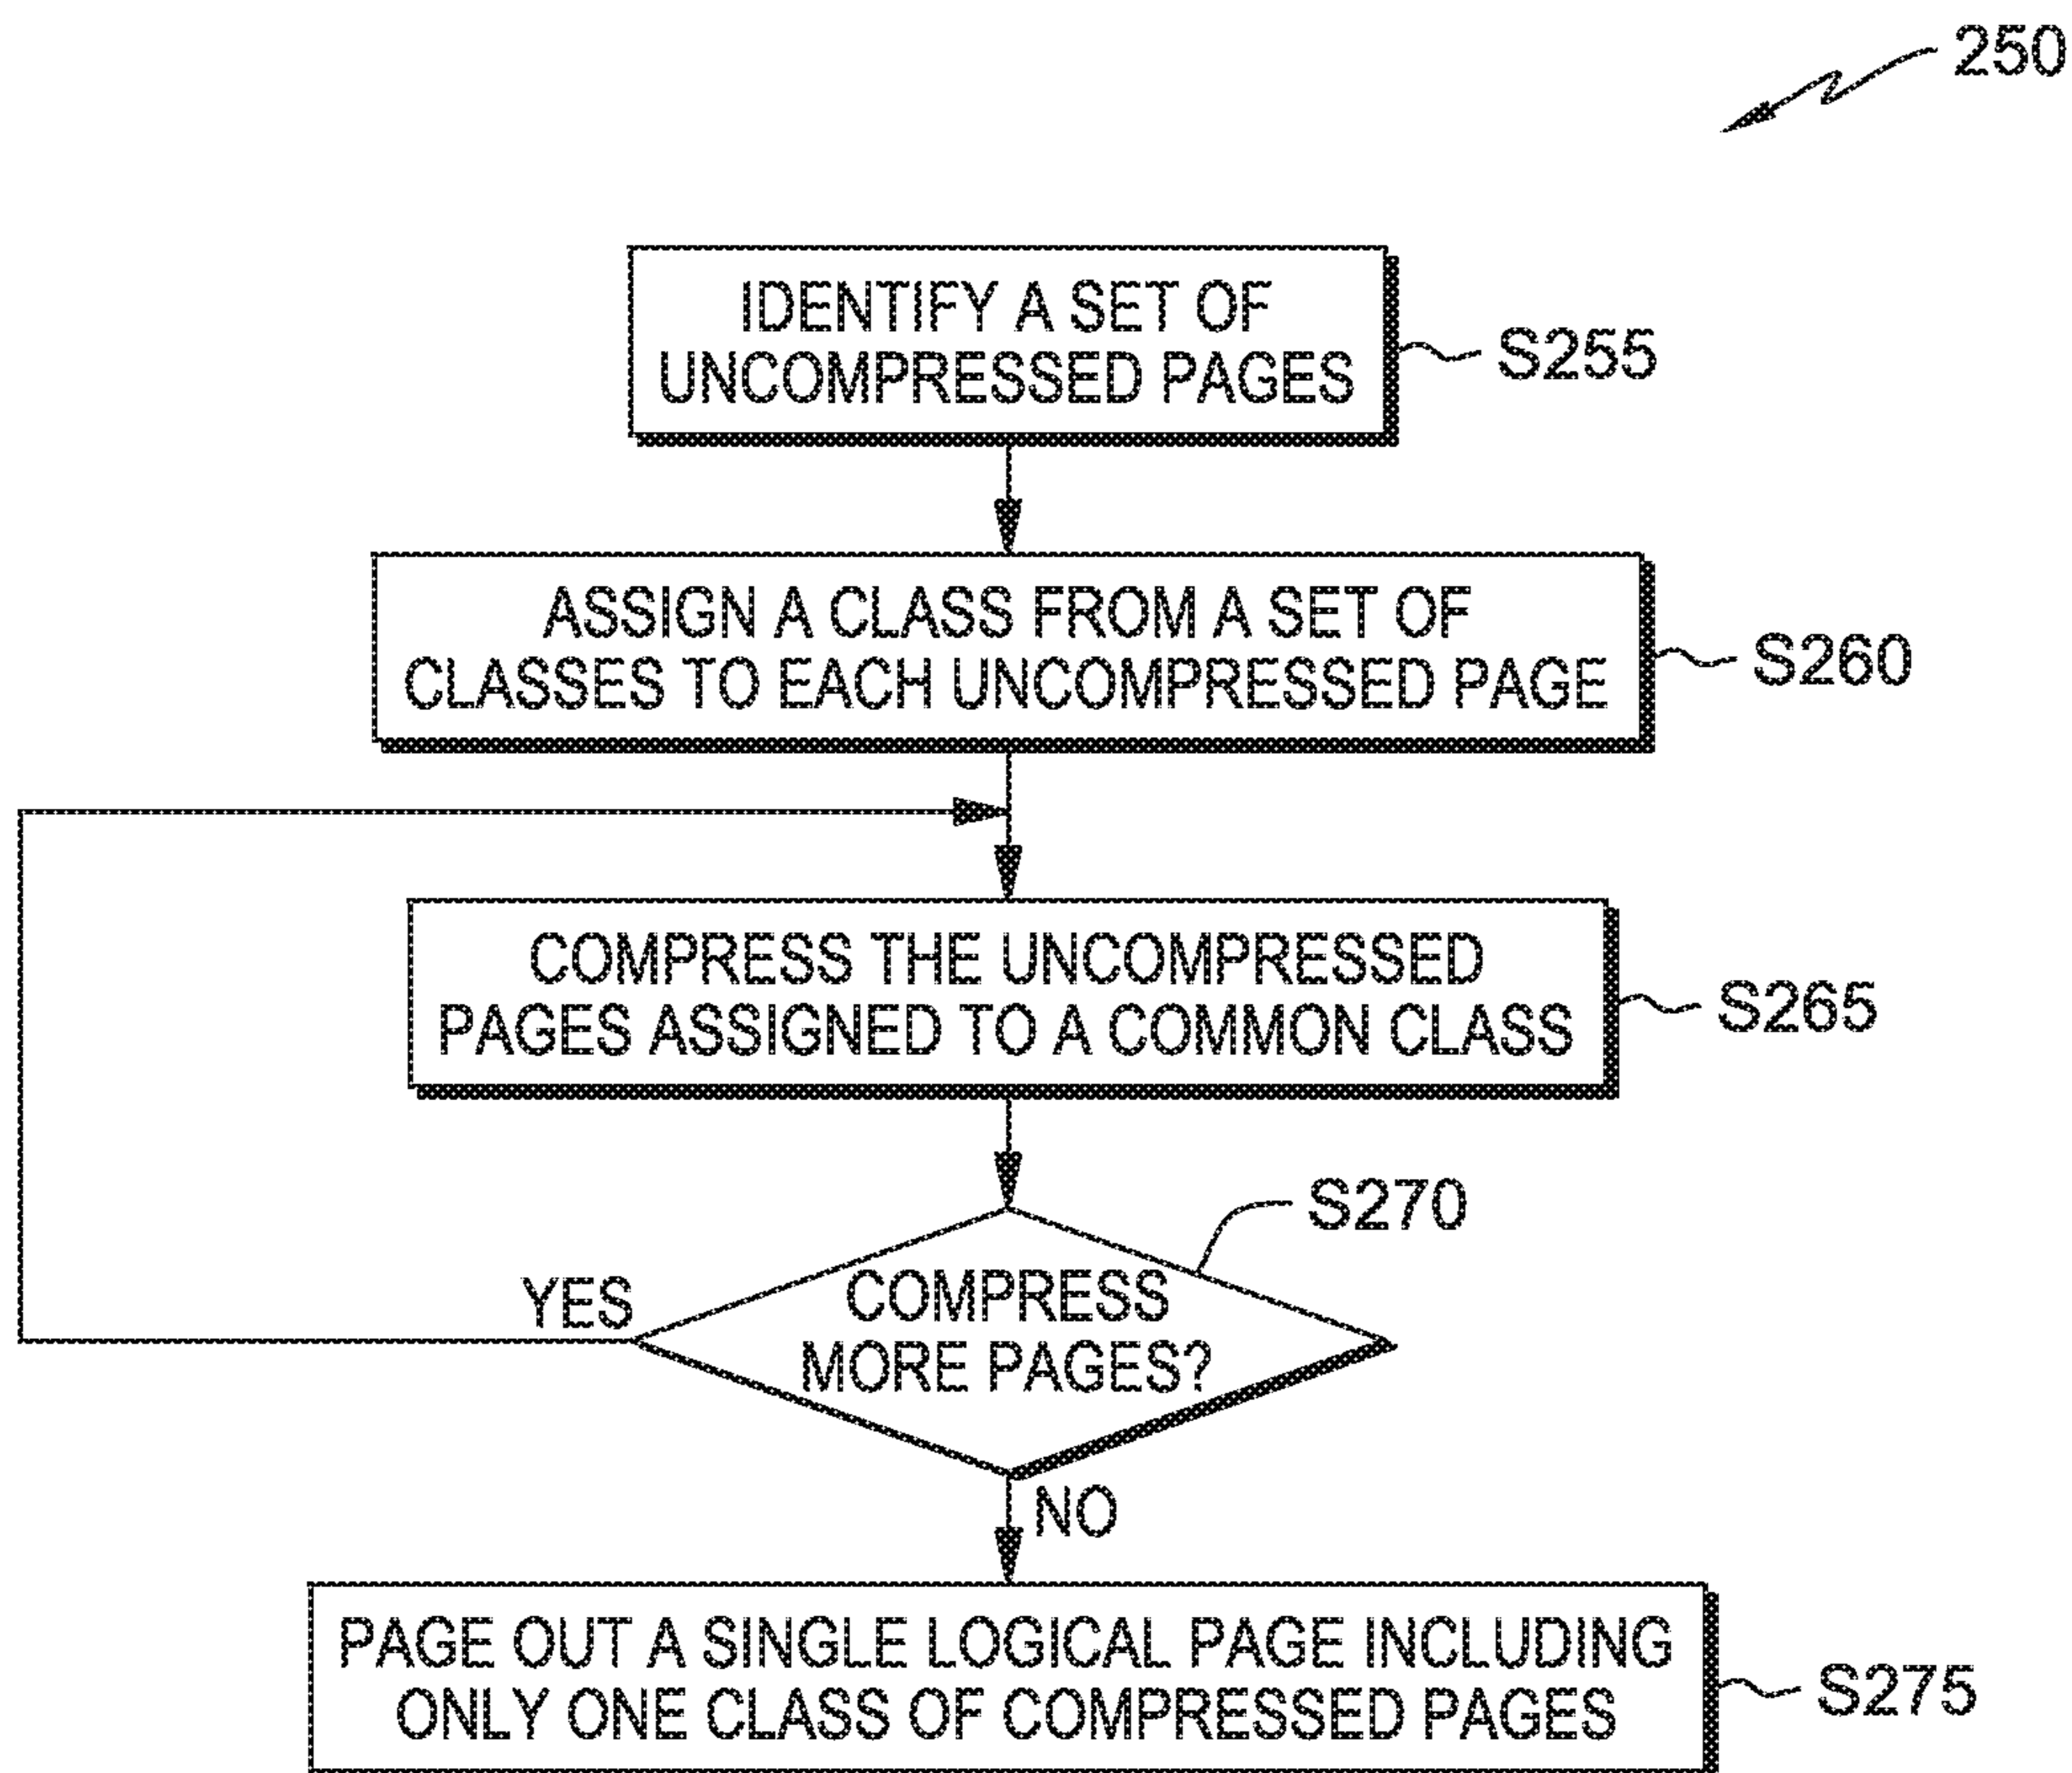 250
IDENTIFY A SET OF
UNCOMPRESSED PAGES
S255
ASSIGN A CLASS FROM A SET OF
CLASSES TO EACH UNCOMPRESSED PAGE
S260
COMPRESS THE UNCOMPRESSED
PAGES ASSIGNED TO A COMMON CLASS
S265
S270
YES
COMPRESS
MORE PAGES?
NO
PAGE OUT A SINGLE LOGICAL PAGE INCLUDING
ONLY ONE CLASS OF COMPRESSED PAGES
S275